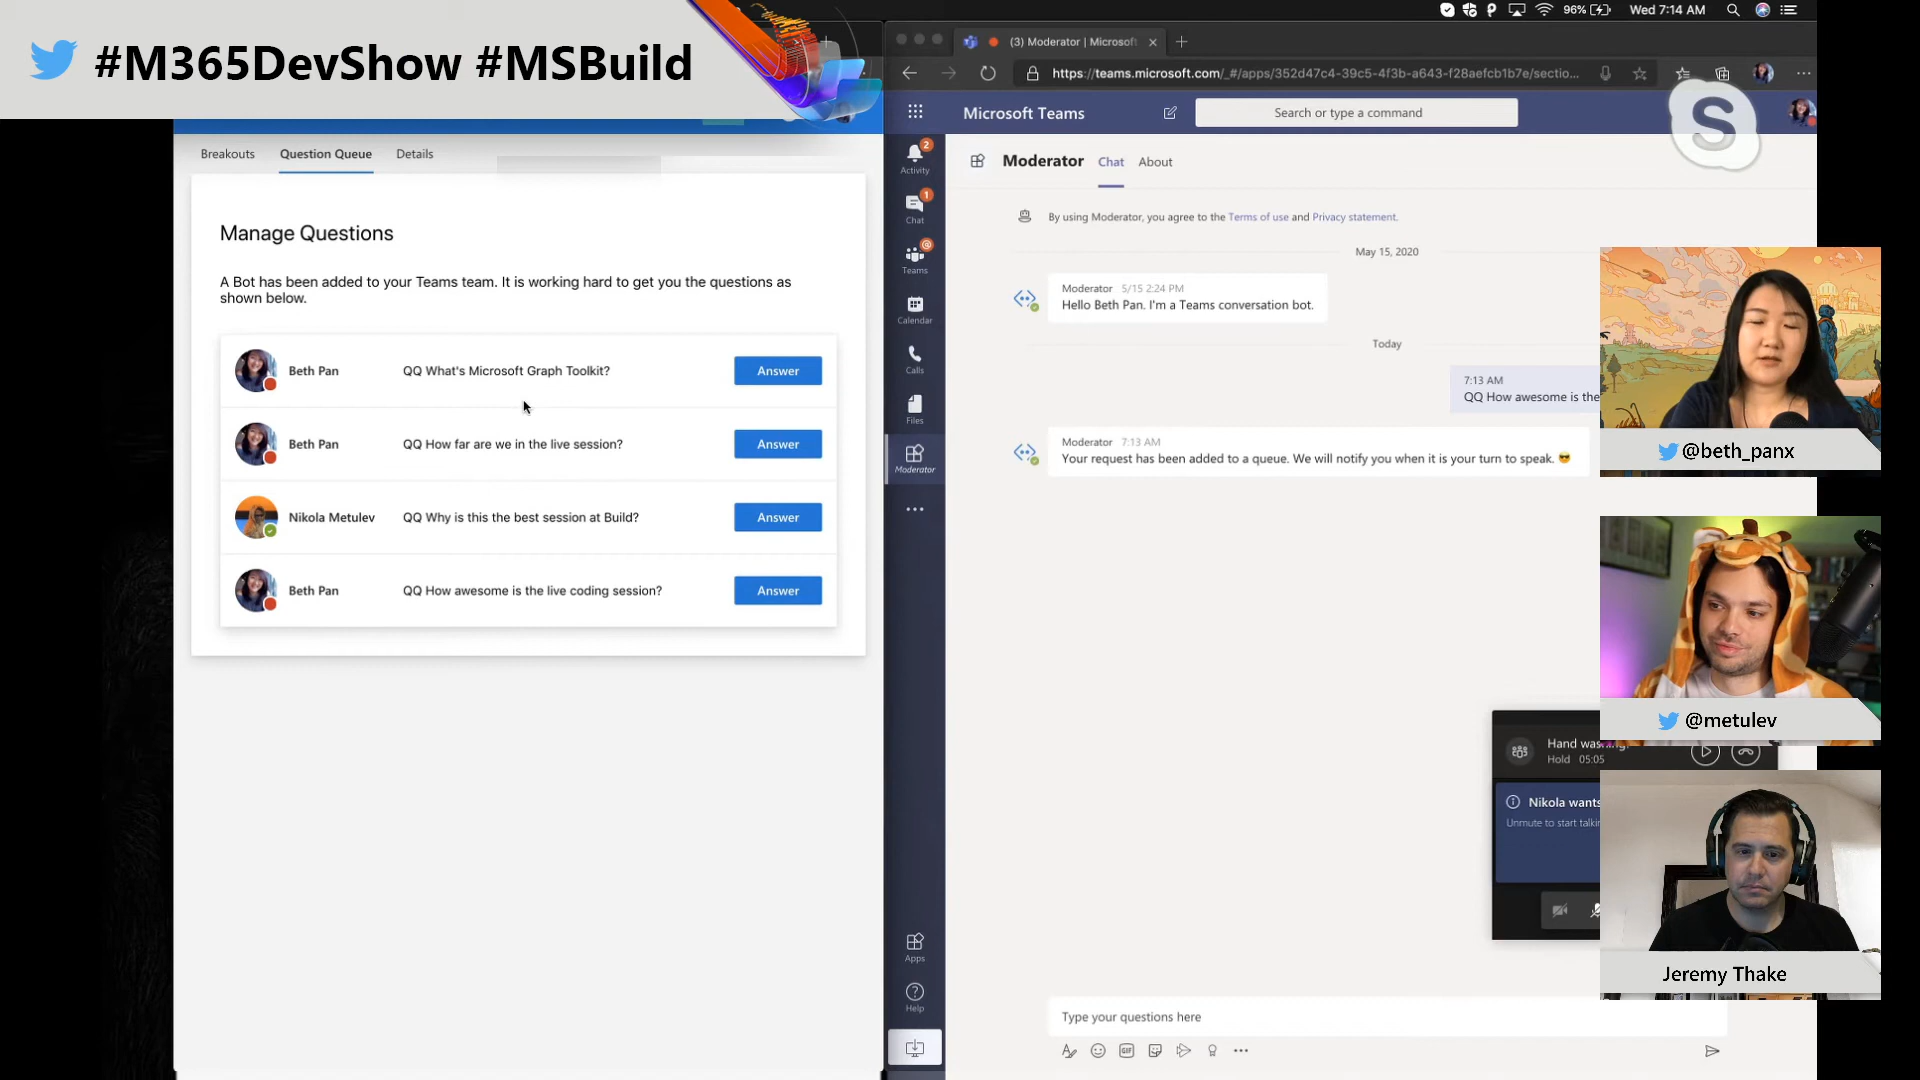 #M365DevShow #MSBuild
96%
Wed 7:14 AM
(3) Moderator | Microsoft
https://teams.microsoft.com/_#/apps/352d47c4-39c5-4f3b-a643-f28aefcb1b7e/sectio...
Microsoft Teams
Search or type a command
Breakouts
Question Queue
Details
Manage Questions
A Bot has been added to your Teams team. It is working hard to get you the questions as
shown below.
Beth Pan
QQ What's Microsoft Graph Toolkit?
Answer
Beth Pan
QQ How far are we in the live session?
Answer
Nikola Metulev
QQ Why is this the best session at Build?
Answer
Beth Pan
QQ How awesome is the live coding session?
Answer
2
Activity
1
Chat
Teams
Calendar
Calls
Files
Moderator
Apps
Help
Moderator
Chat
About
By using Moderator, you agree to the Terms of use and Privacy statement.
May 15, 2020
Moderator 5/15 2:24 PM
Hello Beth Pan. I'm a Teams conversation bot.
Today
7:13 AM
QQ How awesome is the
Moderator 7:13 AM
Your request has been added to a queue. We will notify you when it is your turn to speak.
Type your questions here
GIF
S
@beth_panx
@metulev
Hand washing
Hold 05:05
Nikola wants
Unmute to start talki
Jeremy Thake